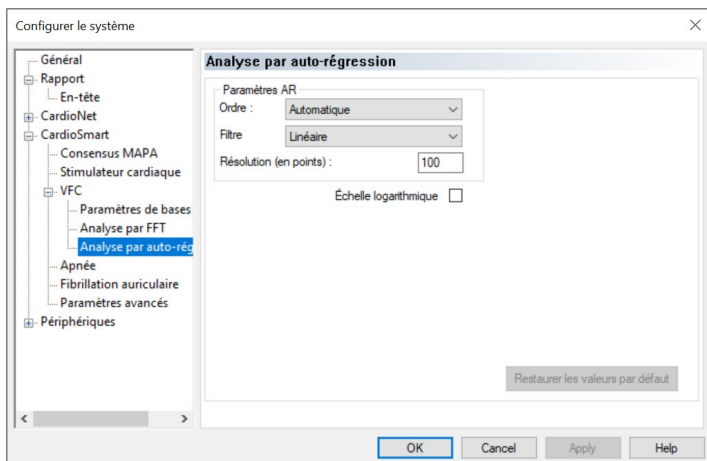 Configurer le système
Général
Rapport
En-tête
CardioNet
CardioSmart
Consensus MAPA
Stimulateur cardiaque
VFC
Paramètres de bases
Analyse par FFT
Analyse par auto-rég
Apnée
Fibrillation auriculaire
Paramètres avancés
Périphériques
Analyse par auto-régression
Paramètres AR
Ordre : Automatique
Filtre Linéaire
Résolution (en points) : 100
Échelle logarithmique
Restaurer les valeurs par défaut
OK Cancel Apply Help